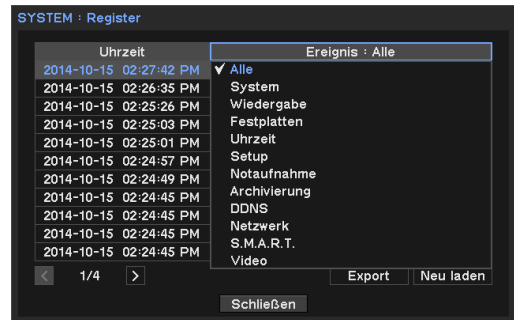 SYSTEM : Register
Uhrzeit Ereignis : Alle
2014-10-15 02:27:42 PM Alle
2014-10-15 02:26:35 PM System
2014-10-15 02:25:26 PM Wiedergabe
2014-10-15 02:25:03 PM Festplatten
2014-10-15 02:25:01 PM Uhrzeit
2014-10-15 02:24:57 PM Setup
2014-10-15 02:24:49 PM Notaufnahme
2014-10-15 02:24:45 PM Archivierung
2014-10-15 02:24:45 PM DDNS
2014-10-15 02:24:45 PM Netzwerk
2014-10-15 02:24:45 PM S.M.A.R.T.
Video
< 1/4 > Export Neu laden
Schließen